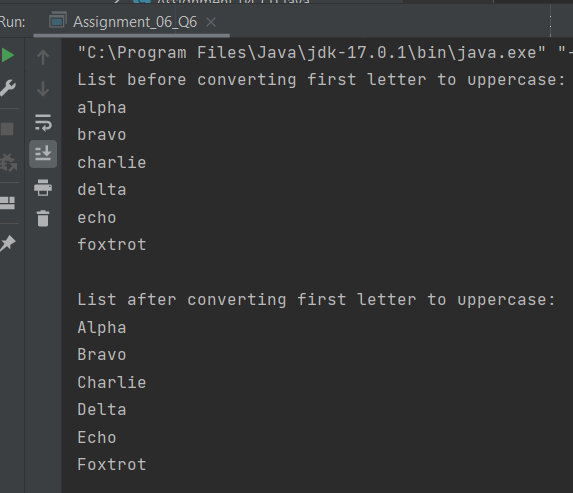 Run:
Assignment_06_Q6
"C:\Program Files\Java\jdk-17.0.1\bin\java.exe" "-
List before converting first letter to uppercase:
alpha
bravo
charlie
delta
echo
foxtrot
List after converting first letter to uppercase:
Alpha
Bravo
Charlie
Delta
Echo
Foxtrot